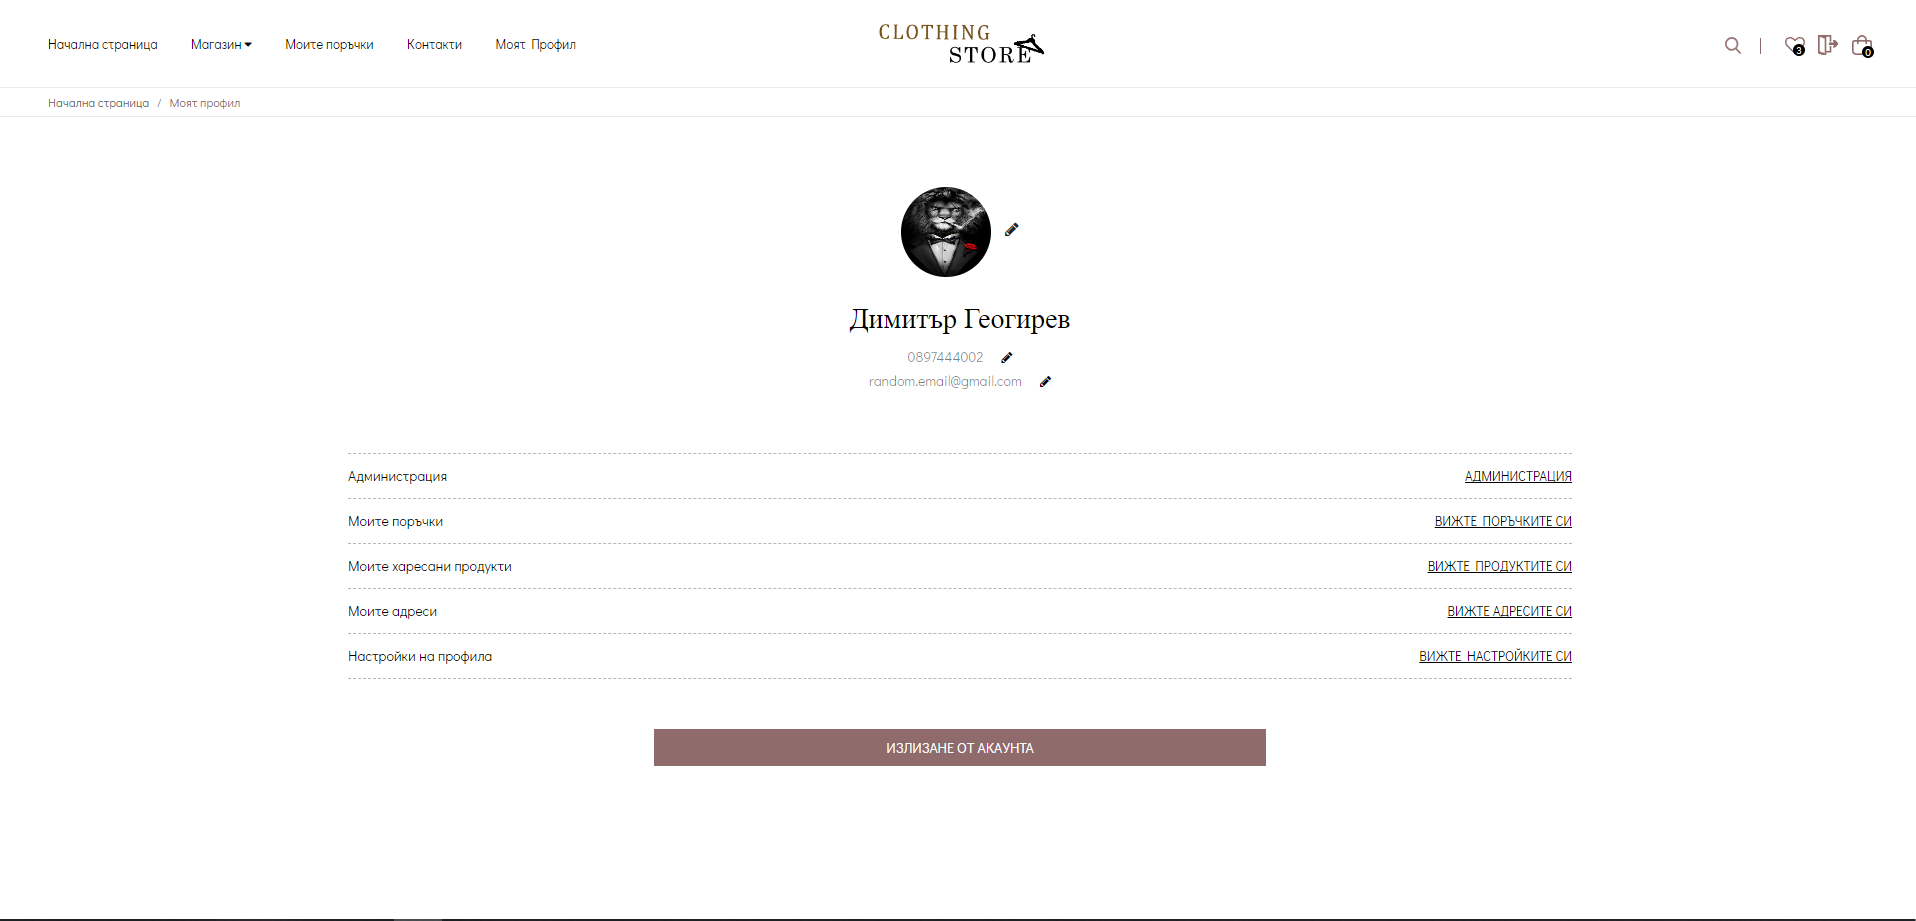 Начална страница Магазин Моите поръчки Контакти Моят Профил
CLOTHING
STORE
3
0
Начална страница / Моят профил
Димитър Геогирев
0897444002
random.email@gmail.com
Администрация АДМИНИСТРАЦИЯ
Моите поръчки ВИЖТЕ ПОРЪЧКИТЕ СИ
Моите харесани продукти ВИЖТЕ ПРОДУКТИТЕ СИ
Моите адреси ВИЖТЕ АДРЕСИТЕ СИ
Настройки на профила ВИЖТЕ НАСТРОЙКИТЕ СИ
ИЗЛИЗАНЕ ОТ АКАУНТА